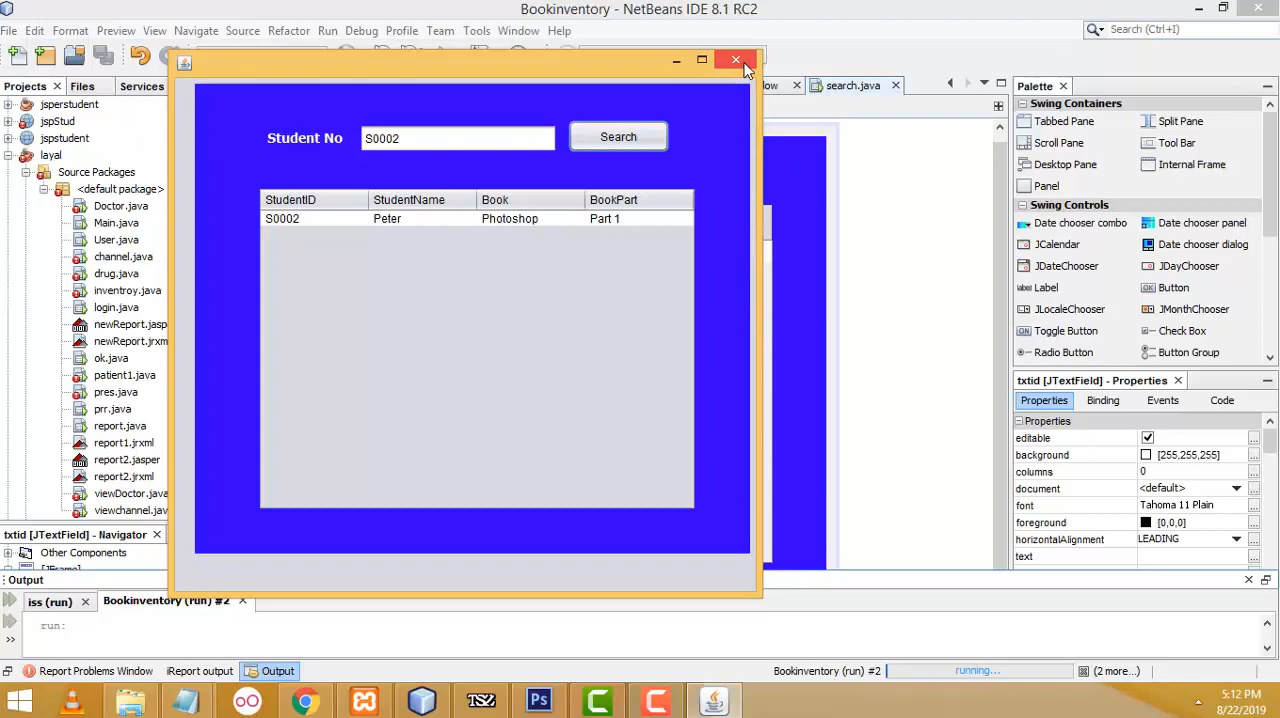 Bookinventory - NetBeans IDE 8.1 RC2
File Edit View Navigate Source Refactor Run Debug Profile Team Tools Window Help
Search (Ctrl+I)
Projects Files Services
search.java
Palette
jsperstudent
jspStud
jspstudent
layal
Source Packages
<default package>
Doctor.java
Main.java
User.java
channel.java
drug.java
inventroy.java
login.java
newReport.jasp
newReport.jrxm
ok.java
patient1.java
pres.java
prr.java
report.java
report1.jrxml
report2.jasper
report2.jrxml
viewDoctor.java
viewchannel.java
txtid [JTextField] - Navigator
Other Components
[JFrame]
Student No S0002 Search
StudentID StudentName Book BookPart
S0002 Peter Photoshop Part 1
Swing Containers
Tabbed Pane Split Pane
Scroll Pane Tool Bar
Desktop Pane Internal Frame
Panel
Swing Controls
Date chooser combo Date chooser panel
JCalendar Date chooser dialog
JDateChooser JDayChooser
Label Button
JLocaleChooser JMonthChooser
Toggle Button Check Box
Radio Button Button Group
txtid [JTextField] - Properties
Properties Binding Events Code
Properties
editable
background [255,255,255]
columns 0
document <default>
font Tahoma 11 Plain
foreground [0,0,0]
horizontalAlignment LEADING
text
Output
iss (run) Bookinventory (run) #2
run:
Report Problems Window iReport output Output
Bookinventory (run) #2 running... (2 more...)
Ps TS2
5:12 PM
8/22/2019